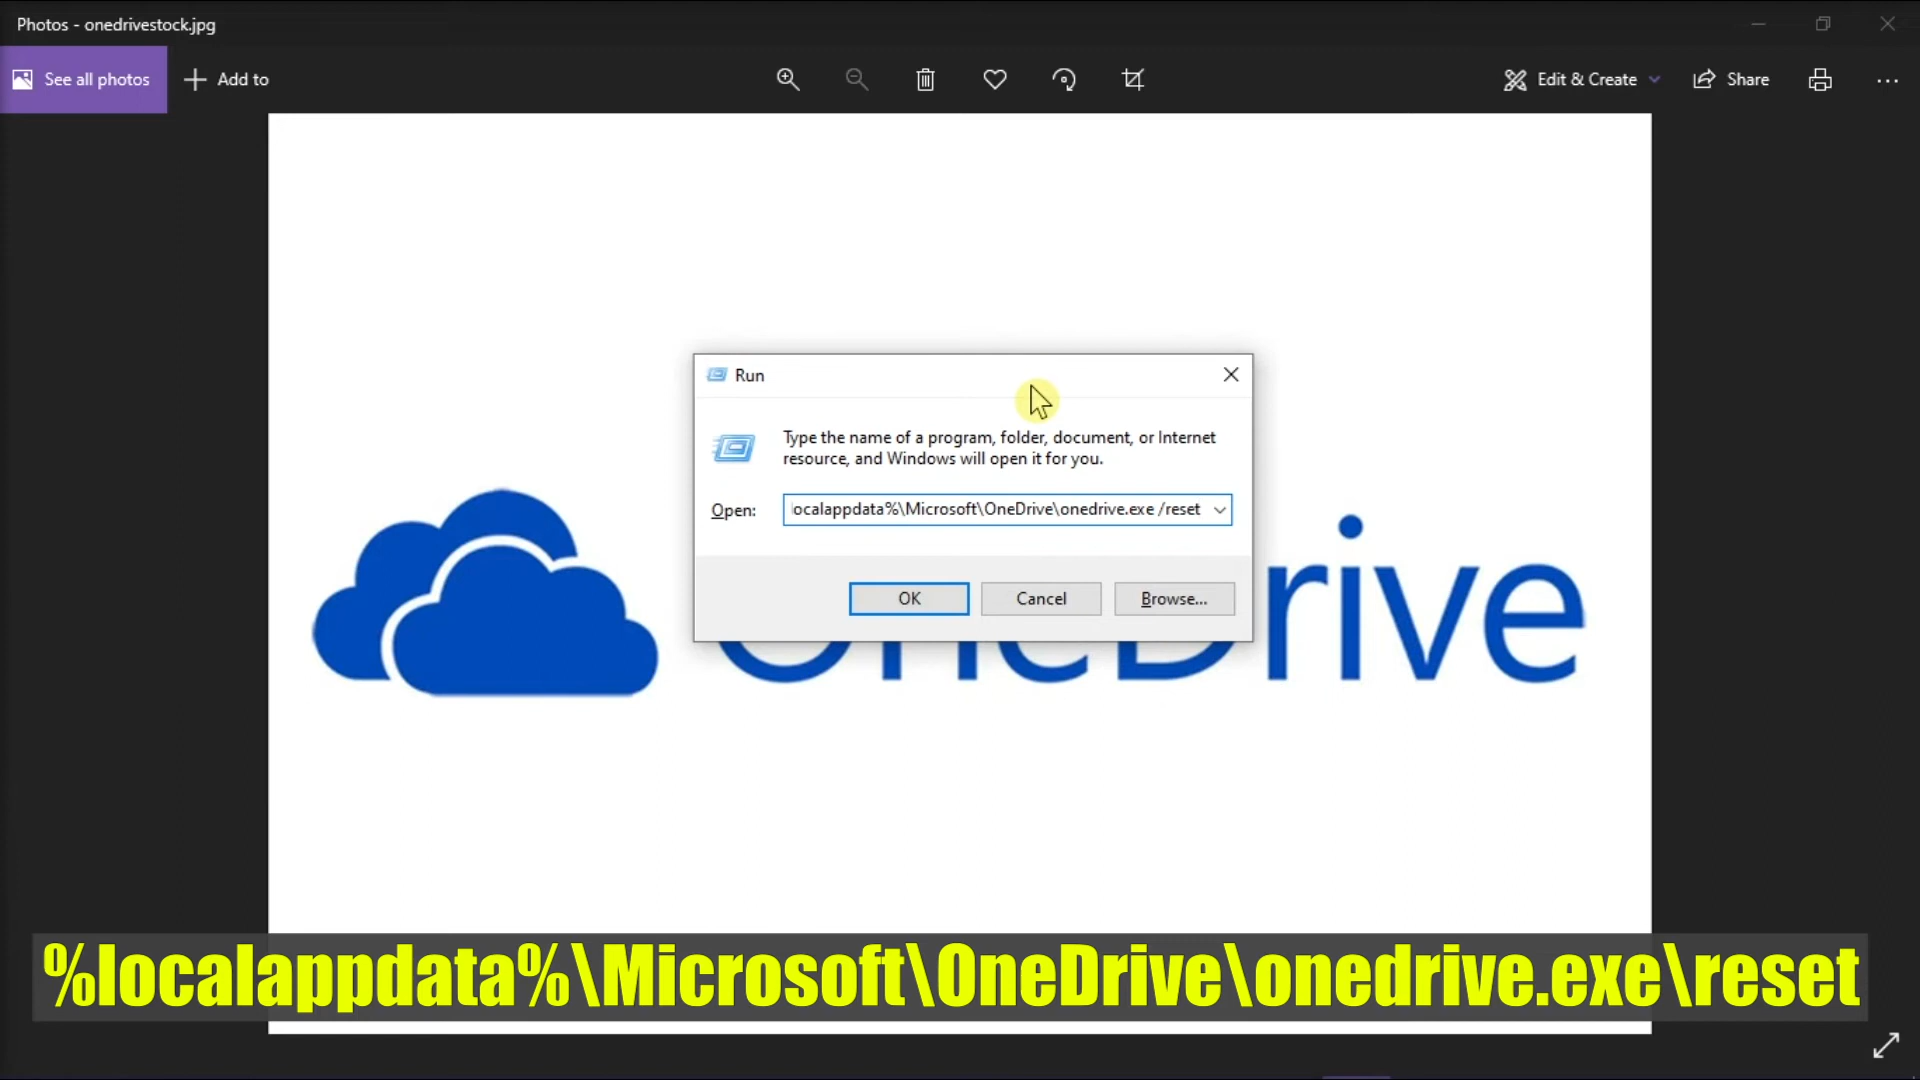 Photos - onedrivestock.jpg
See all photos
Add to
Edit & Create
Share
Run
Type the name of a program, folder, document, or Internet
resource, and Windows will open it for you.
Open:
localappdata%\Microsoft\OneDrive\onedrive.exe /reset
OK
Cancel
Browse...
OneDrive
%localappdata%\Microsoft\OneDrive\onedrive.exe\reset